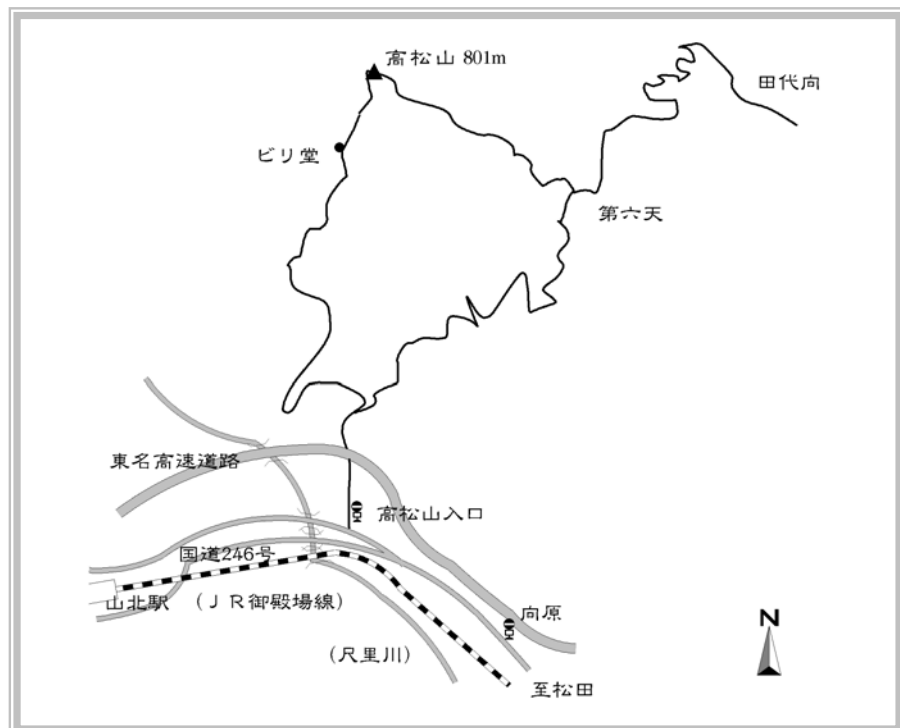 高松山 801m
田代向
ビリ堂
第六天
東名高速道路
高松山入口
国道246号
山北駅 (JR御殿場線)
向原
(尺里川)
至松田
N